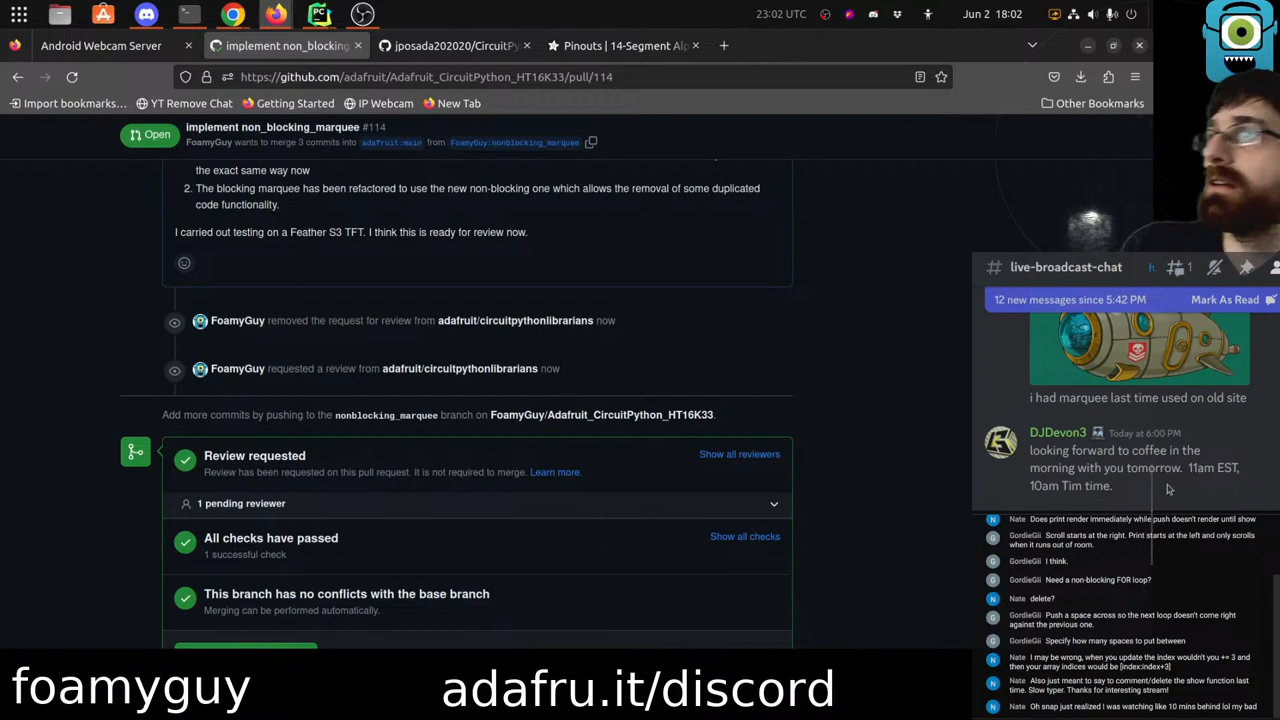 23:02 UTC
Jun 2 18:02
Android Webcam Server
implement non_blocking_
jposada202020/CircuitPy
Pinouts | 14-Segment Alp
https://github.com/adafruit/Adafruit_CircuitPython_HT16K33/pull/114
Import bookmarks...
YT Remove Chat
Getting Started
IP Webcam
New Tab
Other Bookmarks
Open
implement non_blocking_marquee #114
FoamyGuy wants to merge 3 commits into adafruit:main from FoamyGuy:nonblocking_marquee
the exact same way now
2. The blocking marquee has been refactored to use the new non-blocking one which allows the removal of some duplicated
code functionality.
I carried out testing on a Feather S3 TFT. I think this is ready for review now.
FoamyGuy removed the request for review from adafruit/circuitpythonlibrarians now
FoamyGuy requested a review from adafruit/circuitpythonlibrarians now
Add more commits by pushing to the nonblocking_marquee branch on FoamyGuy/Adafruit_CircuitPython_HT16K33.
Review requested
Show all reviewers
Review has been requested on this pull request. It is not required to merge. Learn more.
1 pending reviewer
All checks have passed
Show all checks
1 successful check
This branch has no conflicts with the base branch
Merging can be performed automatically.
# live-broadcast-chat
h.
1
12 new messages since 5:42 PM
Mark As Read
i had marquee last time used on old site
DJDevon3 Today at 6:00 PM
looking forward to coffee in the
morning with you tomorrow. 11am EST,
10am Tim time.
N Nate Does print render immediately while push doesn't render until show
G GordieGii Scroll starts at the right. Print starts at the left and only scrolls
when it runs out of room.
G GordieGii I think.
G GordieGii Need a non-blocking FOR loop?
N Nate delete?
G GordieGii Push a space across so the next loop doesn't come right
against the previous one.
G GordieGii Specify how many spaces to put between
N Nate I may be wrong, when you update the index wouldn't you += 3 and
then your array indices would be [index:index+3]
N Nate Also just meant to say to comment/delete the show function last
time. Slow typer. Thanks for interesting stream!
N Nate Oh snap just realized I was watching like 10 mins behind lol my bad
foamyguy
adafru.it/discord